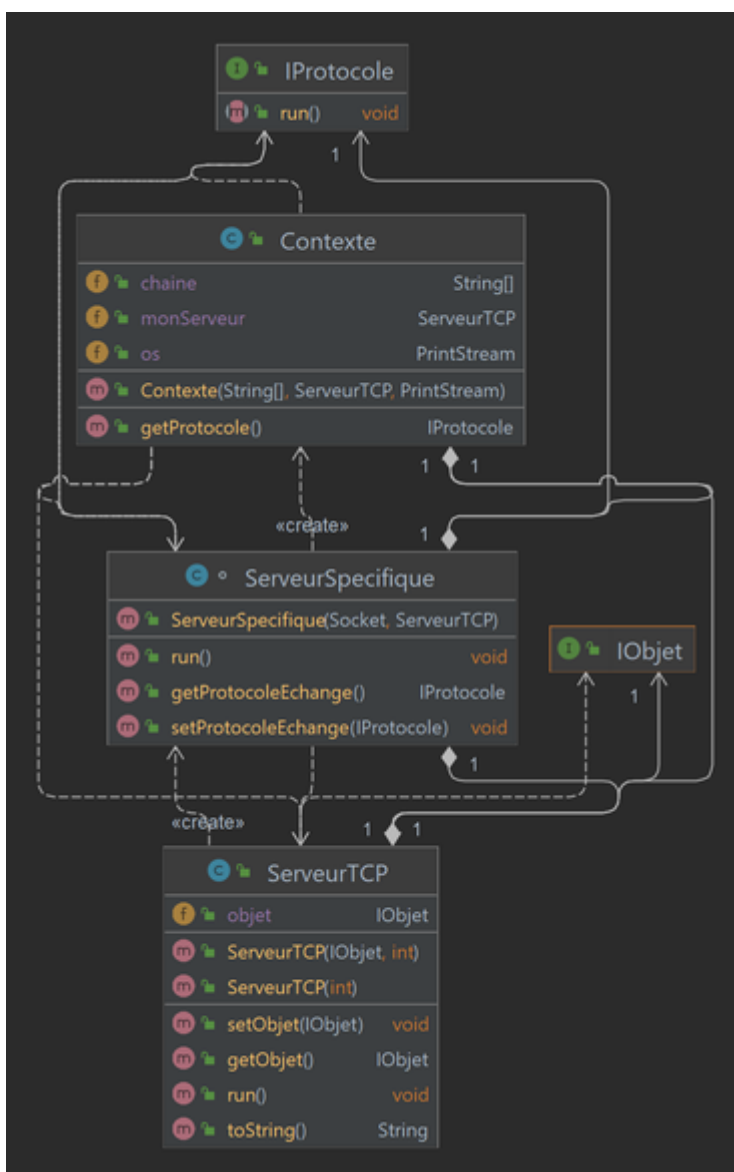 IProtocole
run() void
1
Contexte
chaine String[]
monServeur ServeurTCP
os PrintStream
Contexte(String[], ServeurTCP, PrintStream)
getProtocole() IProtocole
1 1
«create»
1
ServeurSpecifique
ServeurSpecifique(Socket, ServeurTCP)
run() void
getProtocoleEchange() IProtocole
setProtocoleEchange(IProtocole) void
IObjet
1
1
«create»
1 1
ServeurTCP
objet IObjet
ServeurTCP(IObjet, int)
ServeurTCP(int)
setObjet(IObjet) void
getObjet() IObjet
run() void
toString() String